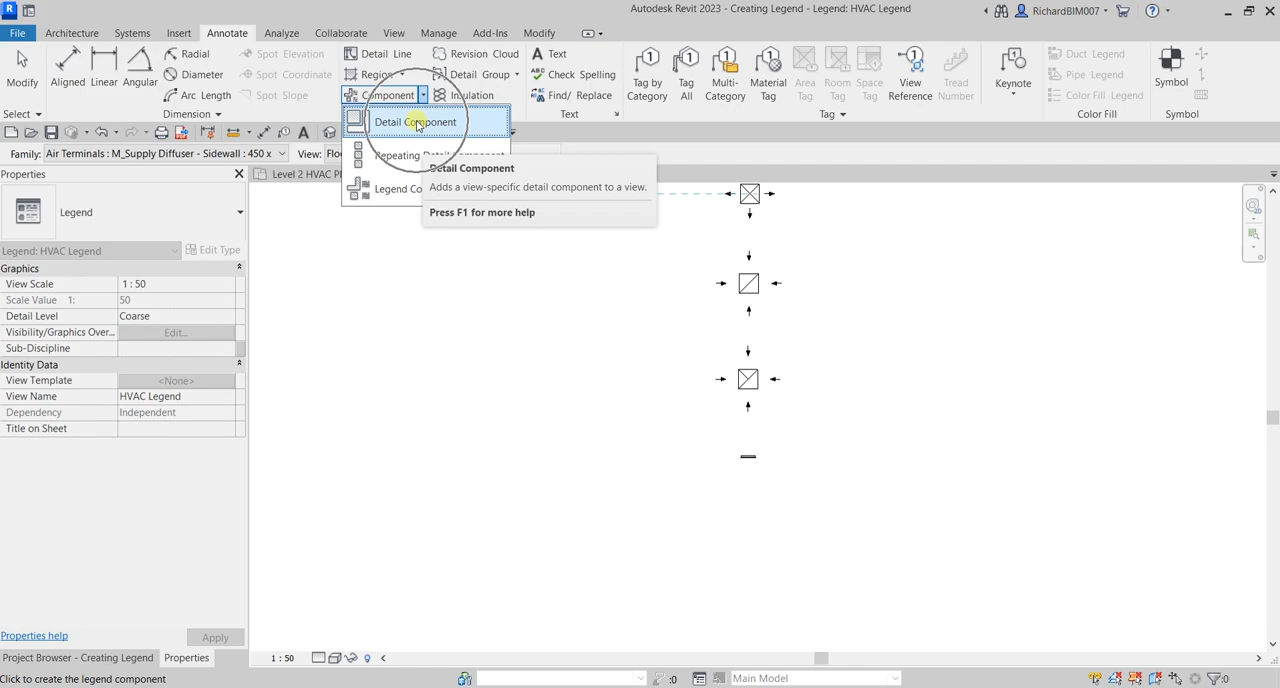 Autodesk Revit 2023 - Creating Legend - Legend: HVAC Legend
RichardBIM007
File Architecture Systems Insert Annotate Analyze Collaborate View Manage Add-Ins Modify
Modify
Aligned Linear Angular
Radial
Diameter
Arc Length
Spot Elevation
Spot Coordinate
Spot Slope
Detail Line
Region
Component
Revision Cloud
Detail Group
Insulation
Text
Check Spelling
Find/ Replace
Tag by Category
Tag All
Multi-Category
Material Tag
Area Tag
Room Tag
Space Tag
View Reference
Tread Number
Keynote
Duct Legend
Pipe Legend
Color Fill Legend
Symbol
Select
Dimension
Text
Tag
Color Fill
Symbol
Detail Component
Repeating Detail Component
Legend Co
Detail Component
Adds a view-specific detail component to a view.
Press F1 for more help
Family: Air Terminals : M_Supply Diffuser - Sidewall : 450 x
View: Floo
Properties
Level 2 HVAC P
Legend
Legend: HVAC Legend
Edit Type
Graphics
View Scale 1 : 50
Scale Value 1: 50
Detail Level Coarse
Visibility/Graphics Over... Edit...
Sub-Discipline
Identity Data
View Template <None>
View Name HVAC Legend
Dependency Independent
Title on Sheet
Properties help
Apply
Project Browser - Creating Legend
Properties
1 : 50
Click to create the legend component
:0
Main Model
:0